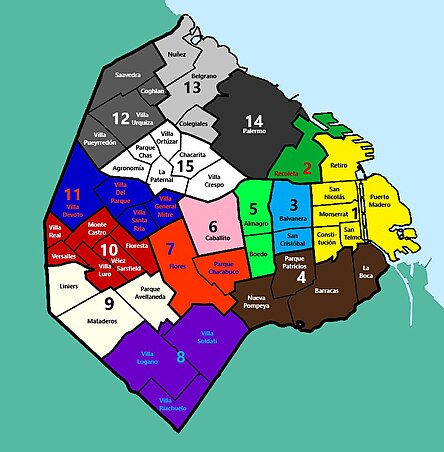 Nuñez
Saavedra
Belgrano
Coghlan
13
12
Villa
Urquiza
Colegiales
14
Palermo
Villa
Pueyrredón
Villa
Ortúzar
Parque
Chas
Chacarita
15
Agronomía
La
Paternal
Villa
Crespo
2
Recoleta
Retiro
11
Villa
Devoto
Villa
Del
Parque
Villa
General
Mitre
Villa
Santa
Rita
San
Nicolás
Puerto
Madero
Monserrat
1
5
Almagro
3
Balvanera
6
Caballito
Villa
Real
Monte
Castro
Versalles
10
Floresta
Vélez
Sarsfield
Villa
Luro
7
Flores
Boedo
San
Cristóbal
Consti-
tución
San
Telmo
Parque
Chacabuco
Parque
Patricios
4
La
Boca
Liniers
9
Parque
Avellaneda
Mataderos
Nueva
Pompeya
Barracas
Villa
Soldati
Villa
Lugano
8
Villa
Riachuelo